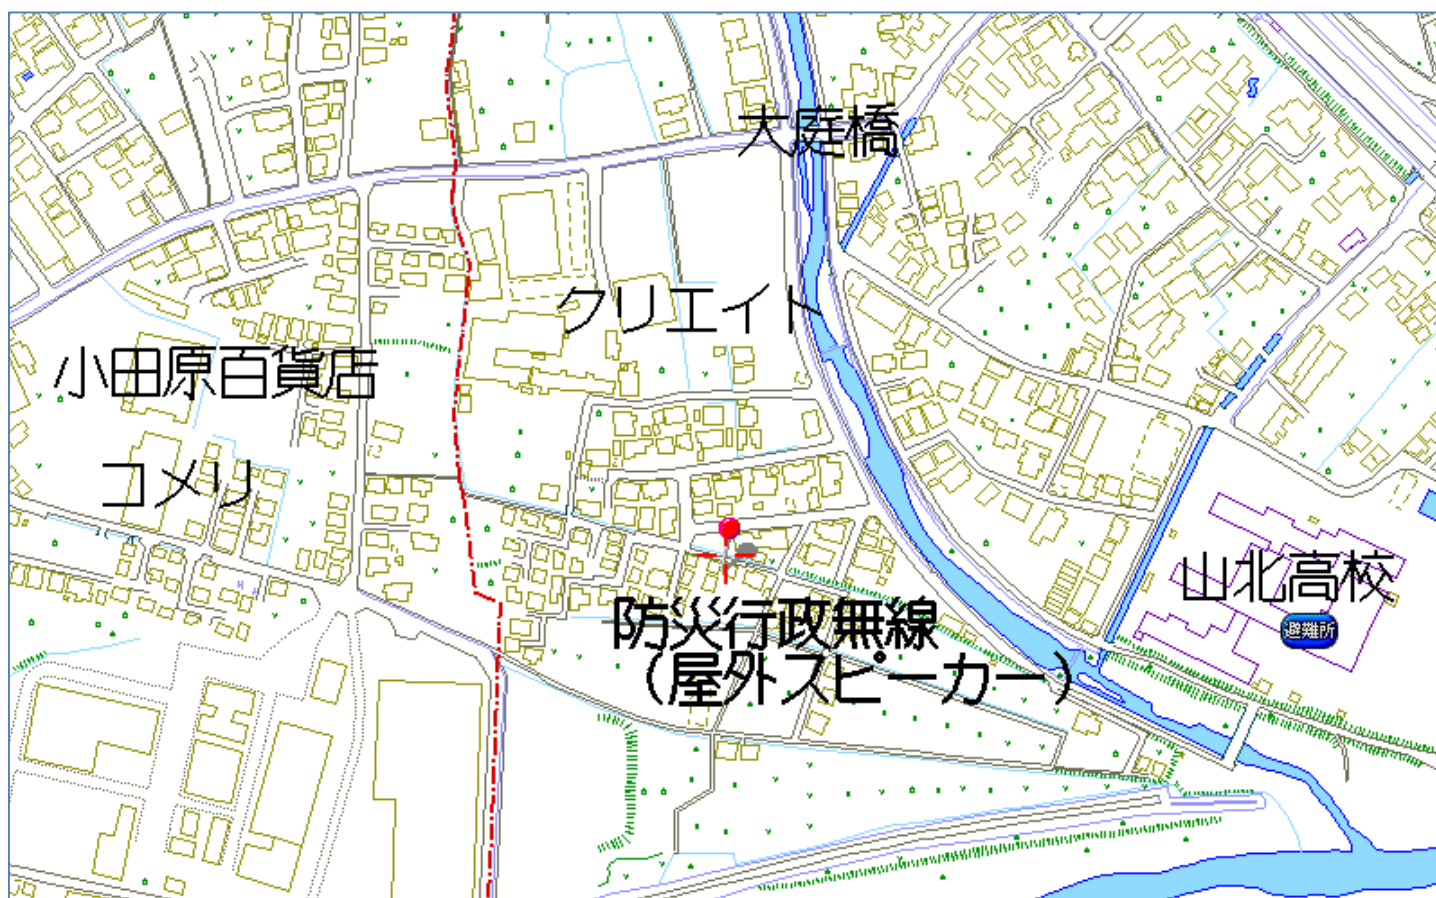 大庭橋
クリエイト
小田原百貨店
コメリ
山北高校
避難所
防災行政無線
（屋外スピーカー）